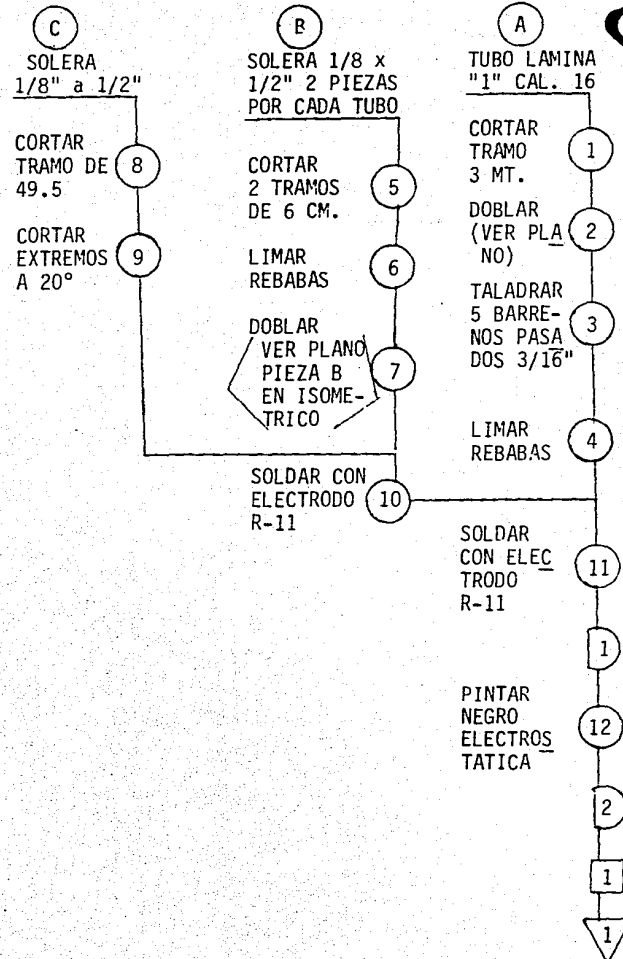 C
SOLERA
1/8" a 1/2"
CORTAR
TRAMO DE
49.5
8
CORTAR
EXTREMOS
A 20°
9
B
SOLERA 1/8 x
1/2" 2 PIEZAS
POR CADA TUBO
CORTAR
2 TRAMOS
DE 6 CM.
5
LIMAR
REBABAS
6
DOBLAR
VER PLANO
PIEZA B
EN ISOME-
TRICO
7
SOLDAR CON
ELECTRODO
R-11
10
A
TUBO LAMINA
"1" CAL. 16
CORTAR
TRAMO
3 MT.
1
DOBLAR
(VER PLA
NO)
2
TALADRAR
5 BARRE-
NOS PASA
DOS 3/16"
3
LIMAR
REBABAS
4
SOLDAR
CON ELEC
TRODO
R-11
11
1
PINTAR
NEGRO
ELECTROS
TATICA
12
2
1
1